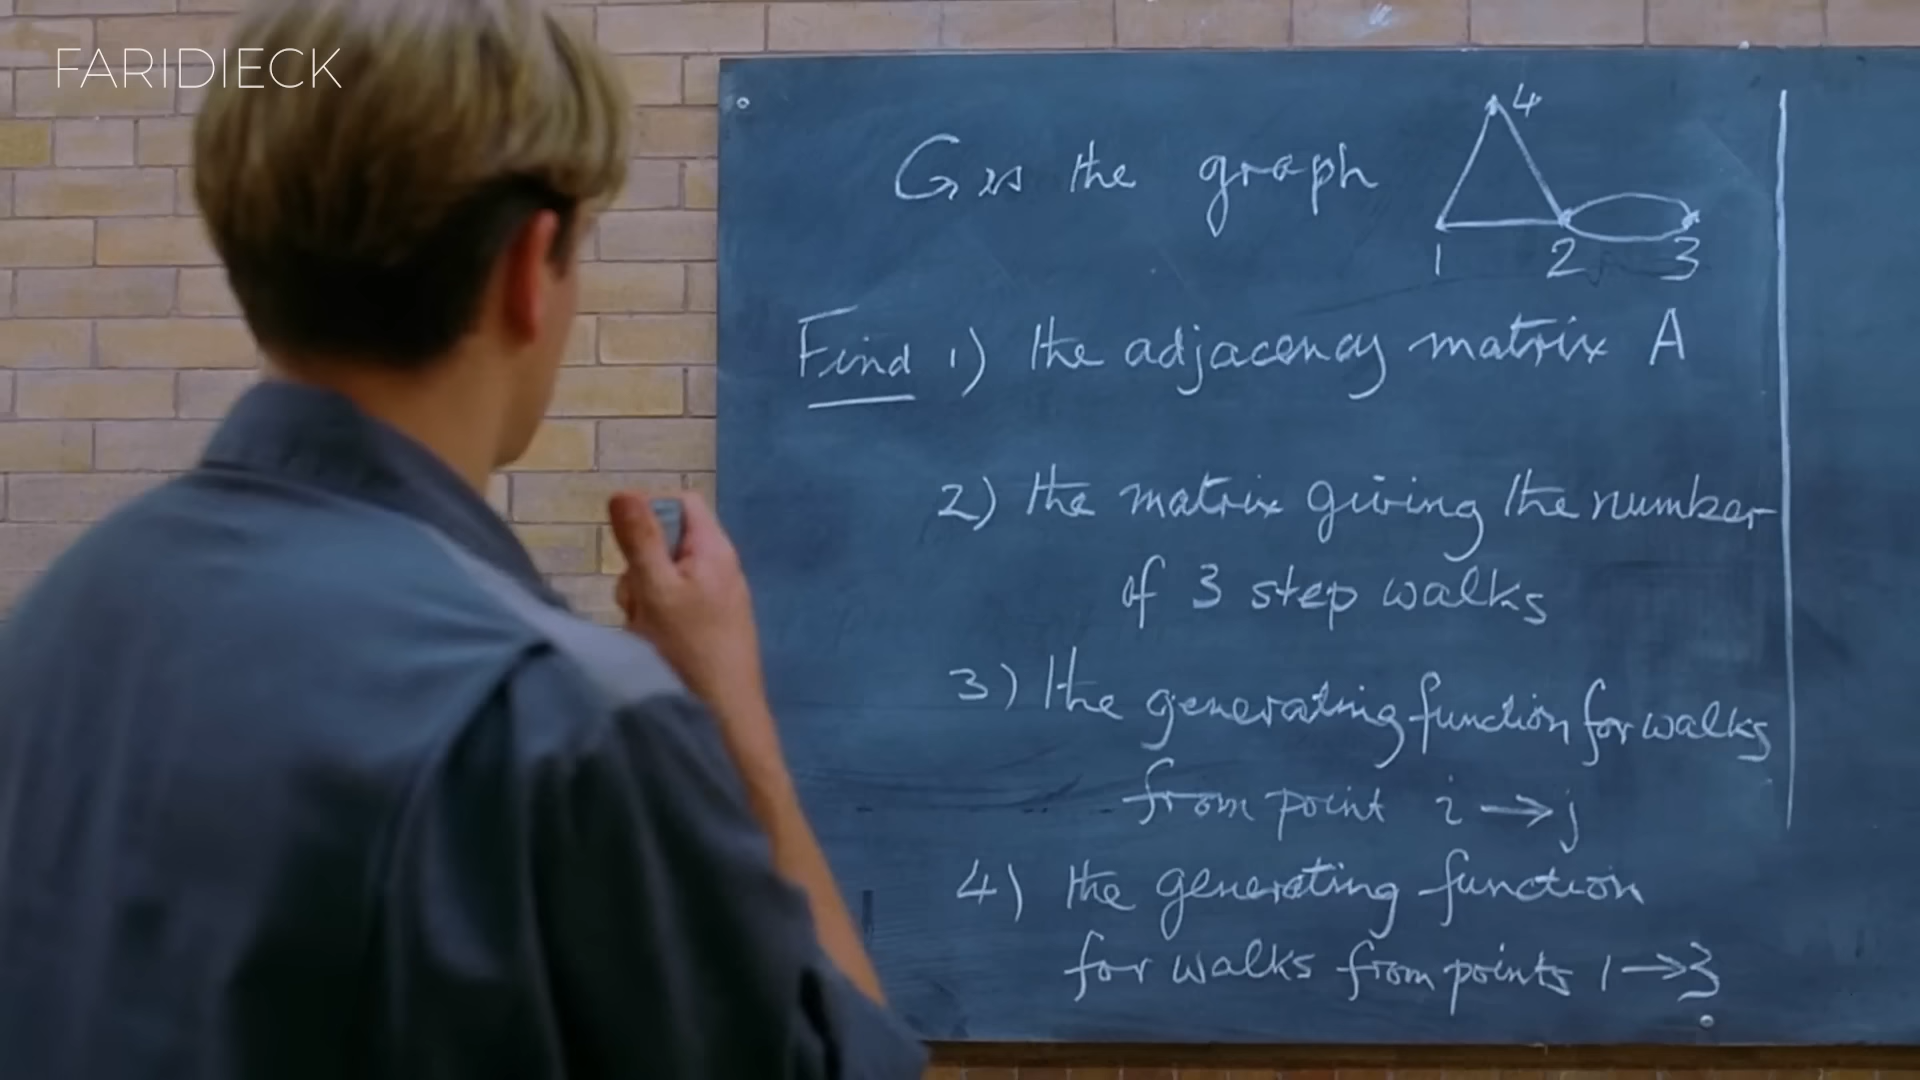 FARIDIECK
G is the graph
4
1 2 3
Find 1) the adjacency matrix A
2) the matrix giving the number
of 3 step walks
3) the generating function for walks
from point i → j
4) the generating function
for walks from points 1 → 3